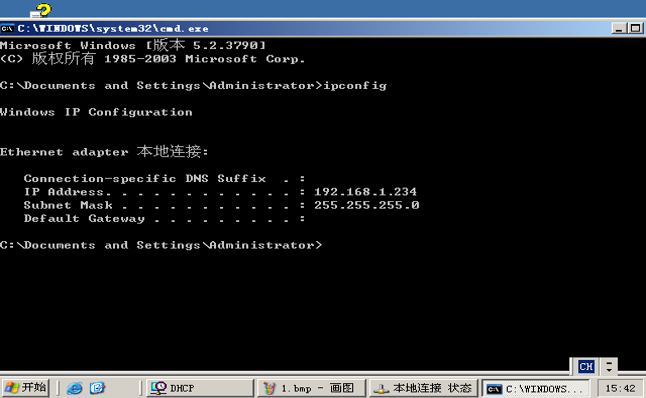 C:\WINDOWS\system32\cmd.exe
Microsoft Windows [版本 5.2.3790]
(C) 版权所有 1985-2003 Microsoft Corp.
C:\Documents and Settings\Administrator>ipconfig
Windows IP Configuration
Ethernet adapter 本地连接:
Connection-specific DNS Suffix  . :
IP Address. . . . . . . . . . . . : 192.168.1.234
Subnet Mask . . . . . . . . . . . : 255.255.255.0
Default Gateway . . . . . . . . . :
C:\Documents and Settings\Administrator>
CH
开始 DHCP 1.bmp - 画图 本地连接 状态 C:\WINDOWS... 15:42